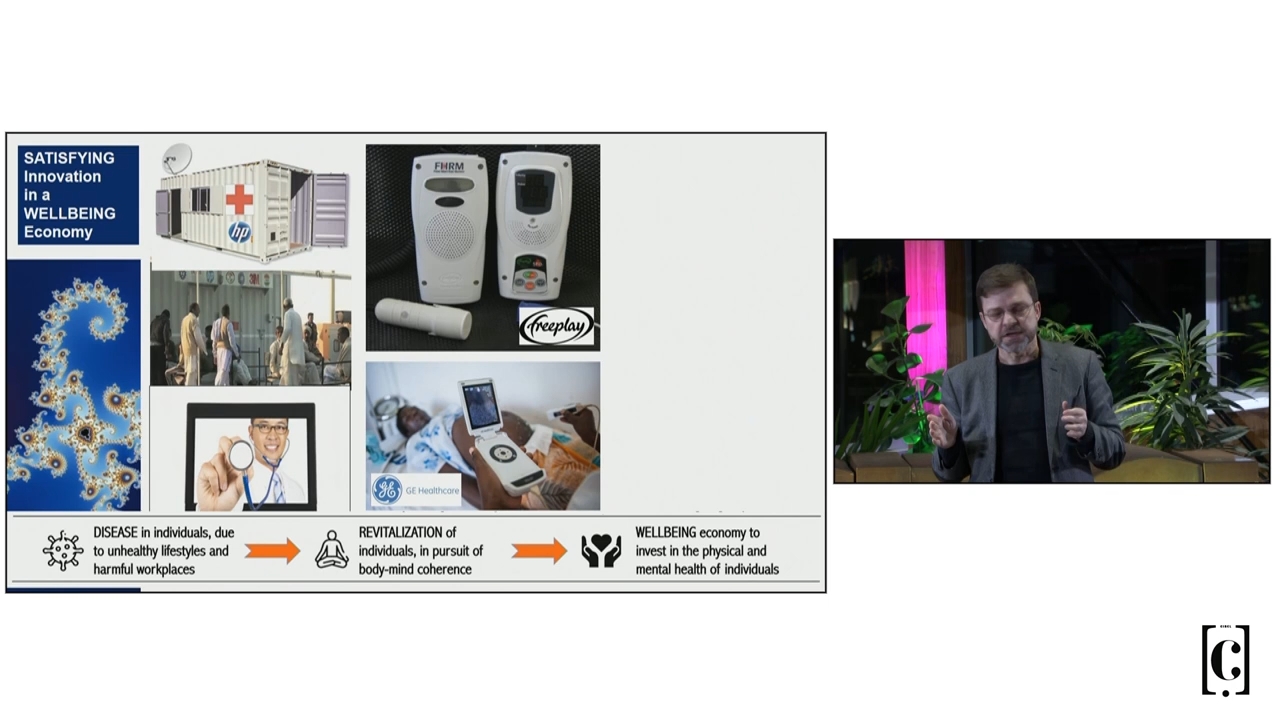 SATISFYING
Innovation
in a
WELLBEING
Economy
hp
FHRM
freeplay
GE Healthcare
DISEASE in individuals, due
to unhealthy lifestyles and
harmful workplaces
REVITALIZATION of
individuals, in pursuit of
body-mind coherence
WELLBEING economy to
invest in the physical and
mental health of individuals
[Ç]